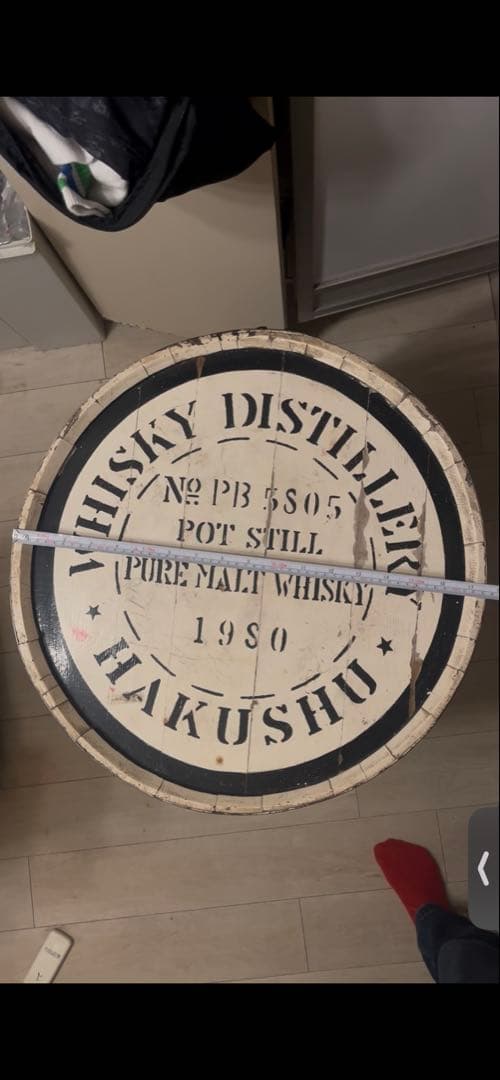 WHISKY DISTILLERY
Nº PB 5805
POT STILL
PURE MALT WHISKY
1980
HAKUSHU